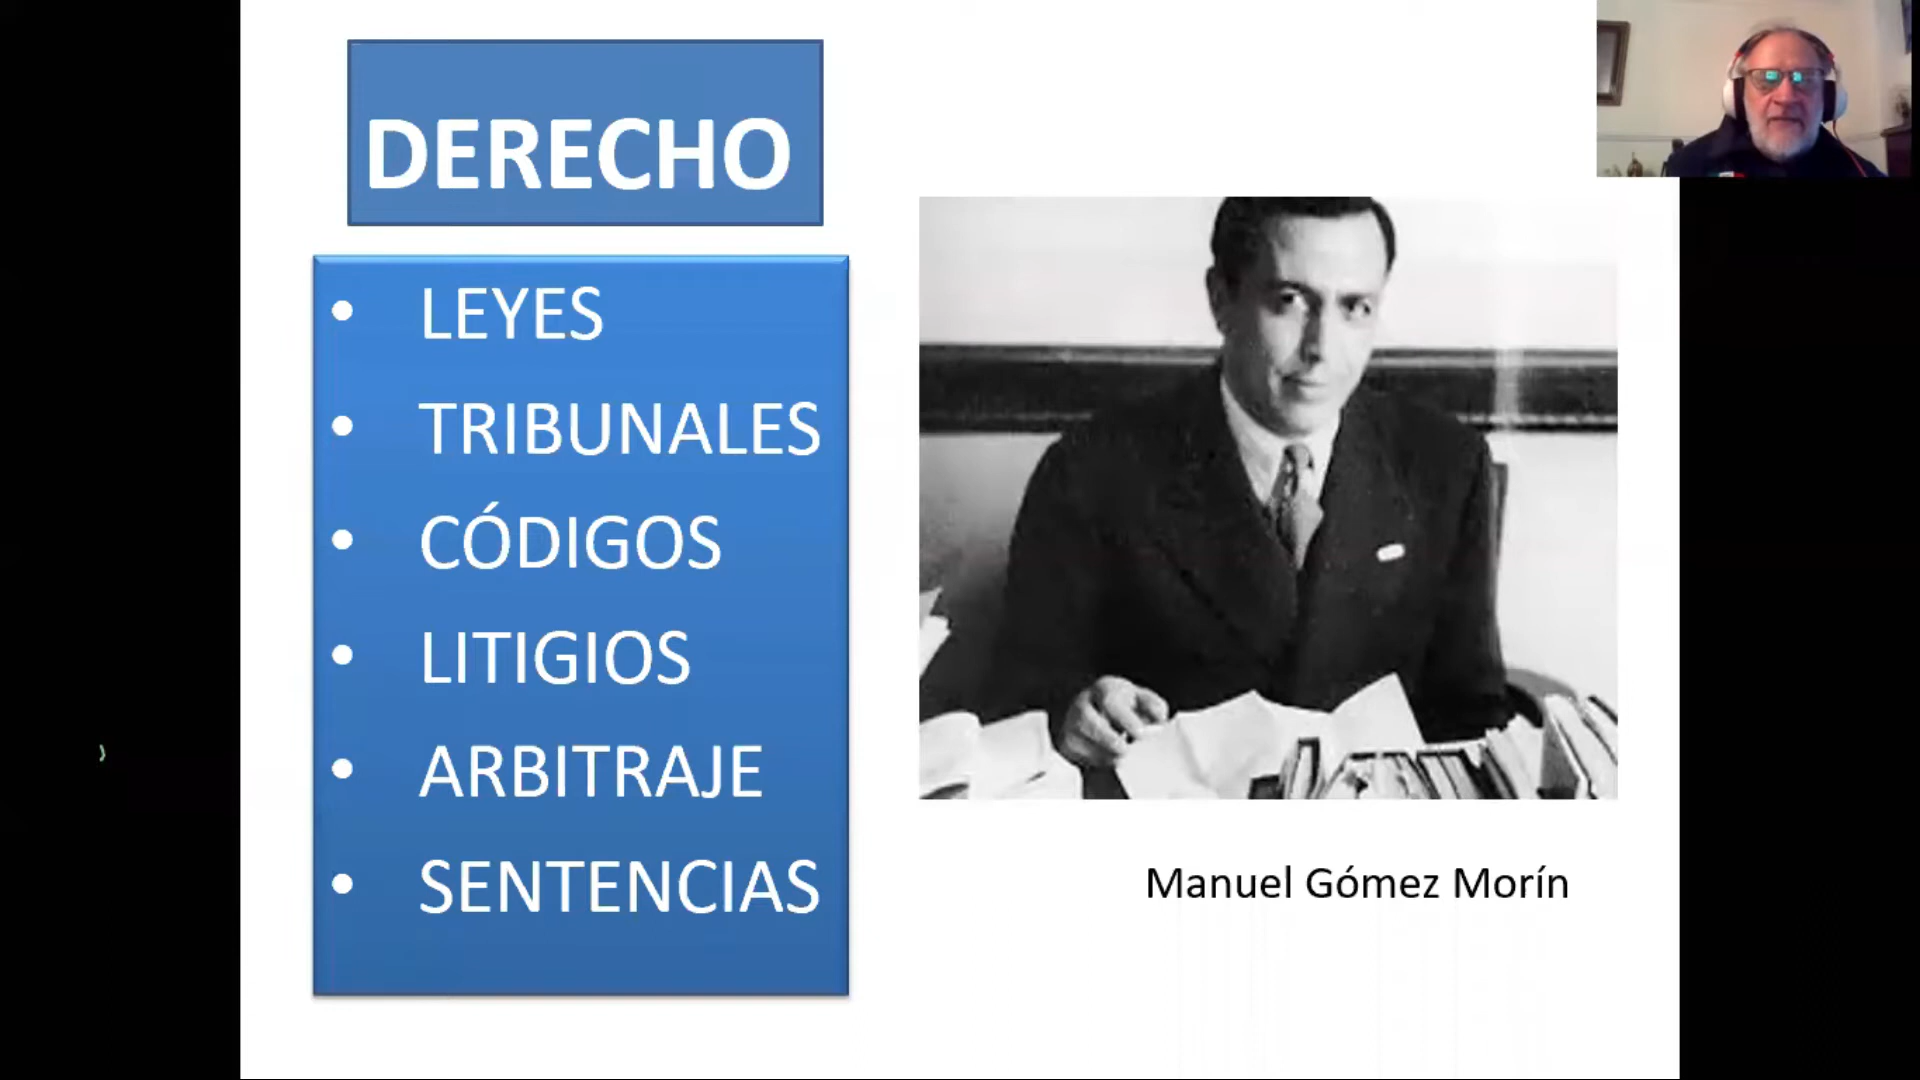 DERECHO
• LEYES
• TRIBUNALES
• CÓDIGOS
• LITIGIOS
• ARBITRAJE
• SENTENCIAS
Manuel Gómez Morín